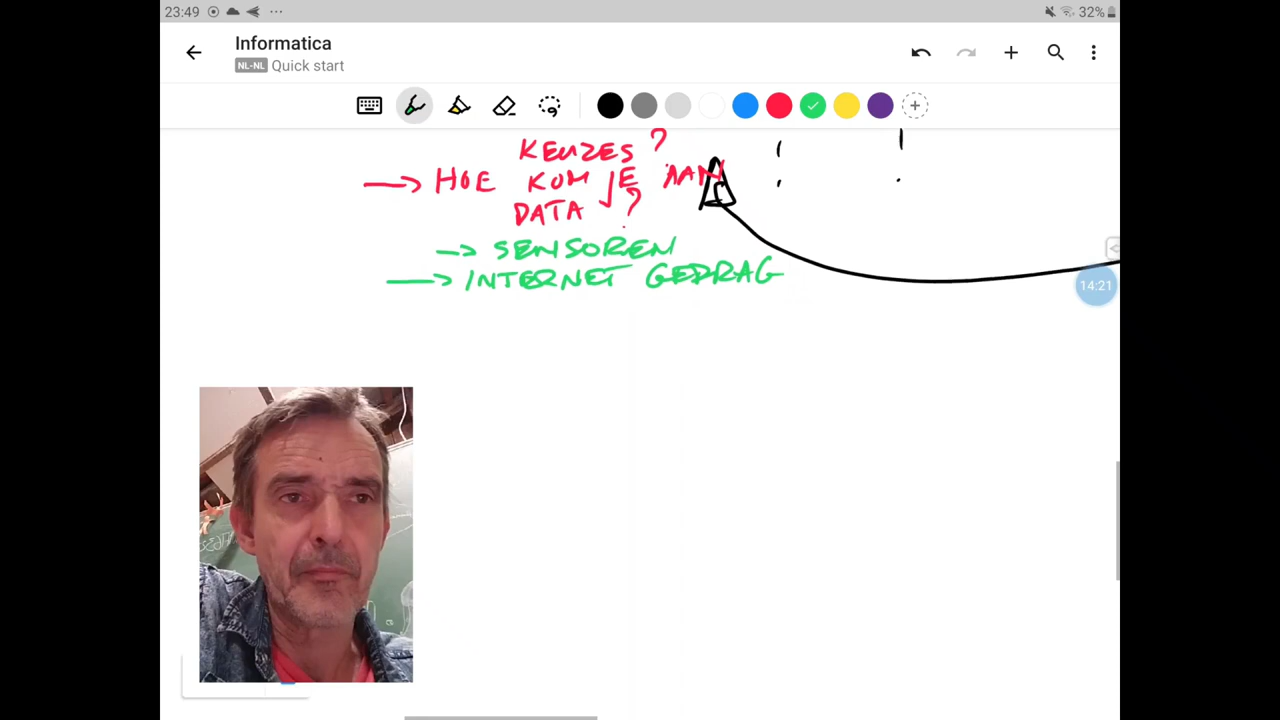 23:49
32%
Informatica
NL-NL Quick start
KEUZES ?
→ HOE KOM JE AAN
DATA ?
→ SENSOREN
→ INTERNET GEDRAG
14:21